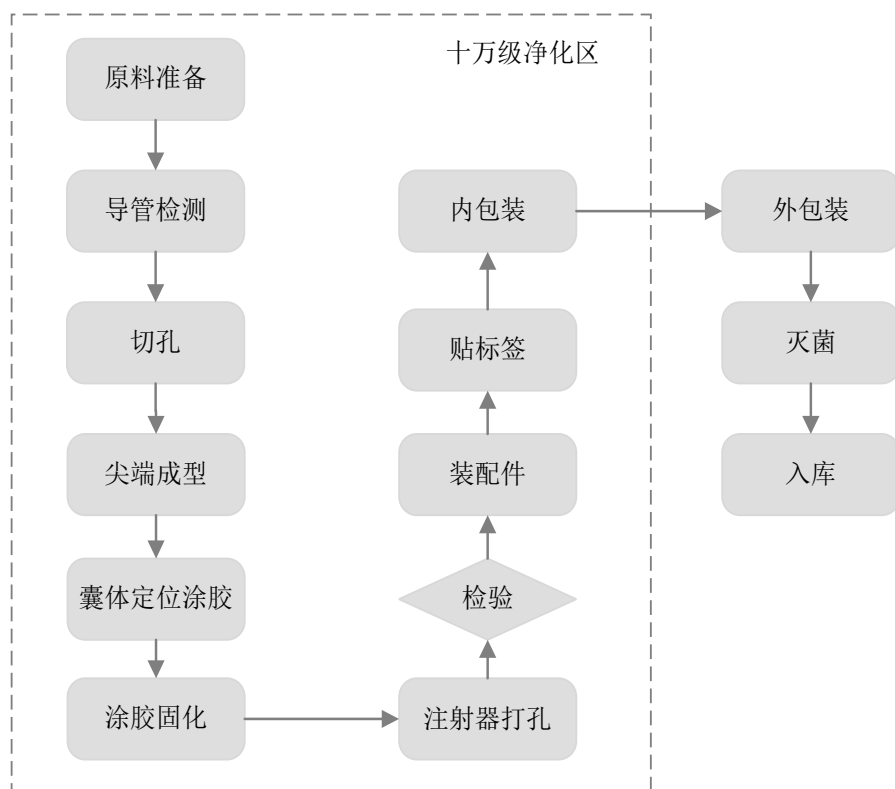 十万级净化区
原料准备
导管检测
切孔
尖端成型
囊体定位涂胶
涂胶固化
注射器打孔
检验
装配件
贴标签
内包装
外包装
灭菌
入库